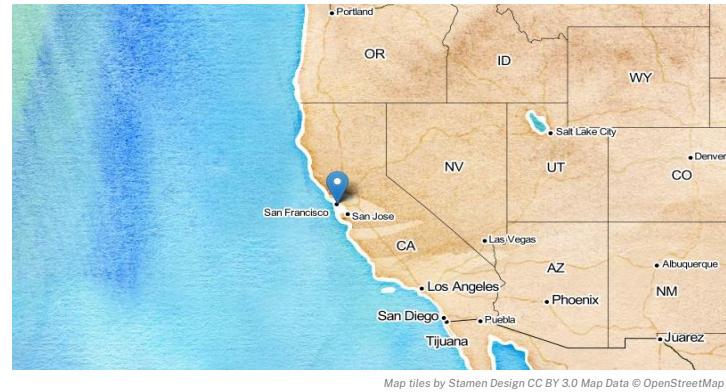 Portland
OR
ID
WY
Salt Lake City
Denver
NV
UT
CO
San Francisco
San Jose
CA
Las Vegas
AZ
Albuquerque
Los Angeles
Phoenix
NM
San Diego
Puebla
Tijuana
Juarez
Map tiles by Stamen Design CC BY 3.0 Map Data © OpenStreetMap